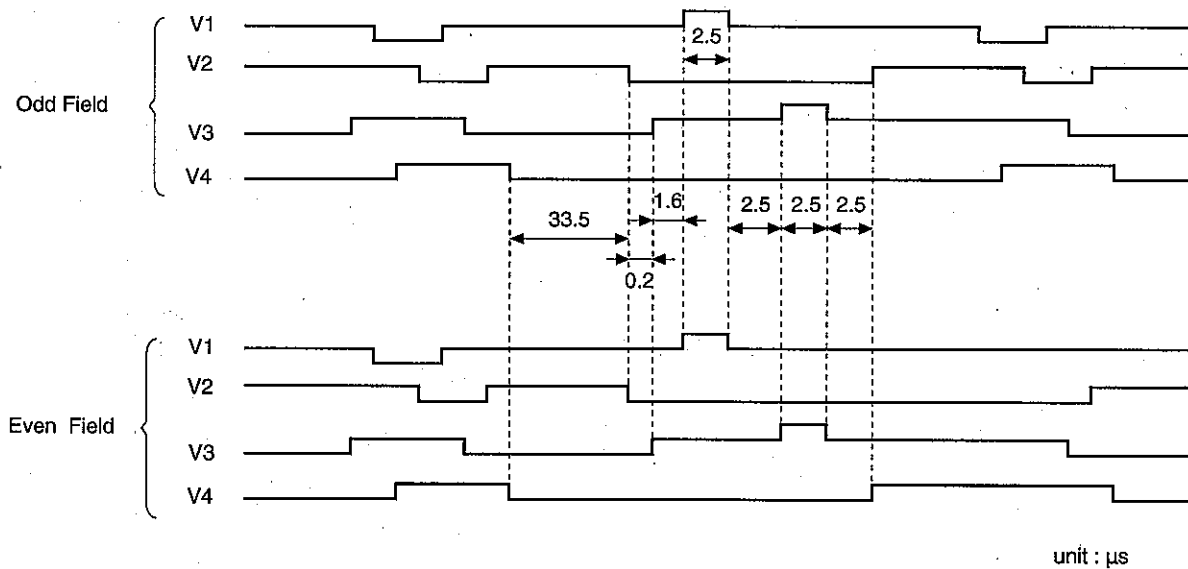 Odd Field
V1
2.5
V2
V3
V4
1.6
2.5 2.5 2.5
33.5
0.2
Even Field
V1
V2
V3
V4
unit : μs